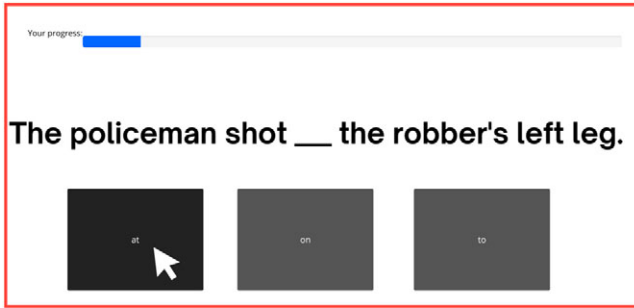 Your progress:
The policeman shot __ the robber's left leg.
at
on
to